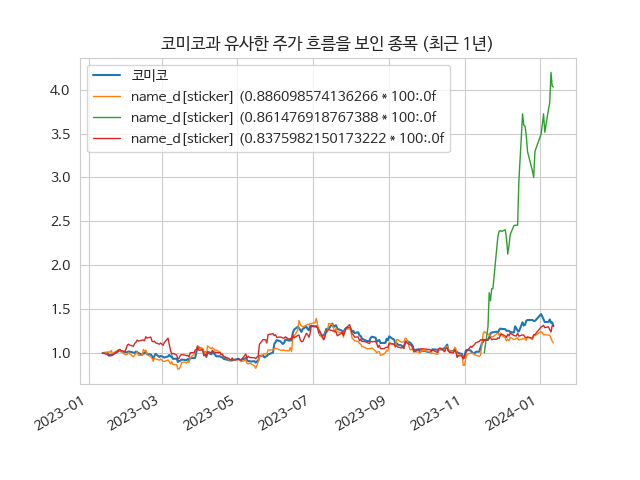 코미코과 유사한 주가 흐름을 보인 종목 (최근 1년)
코미코
name_d[sticker] (0.886098574136266 * 100:.0f
name_d[sticker] (0.861476918767388 * 100:.0f
name_d[sticker] (0.8375982150173222 * 100:.0f
4.0
3.5
3.0
2.5
2.0
1.5
1.0
2023-01
2023-03
2023-05
2023-07
2023-09
2023-11
2024-01